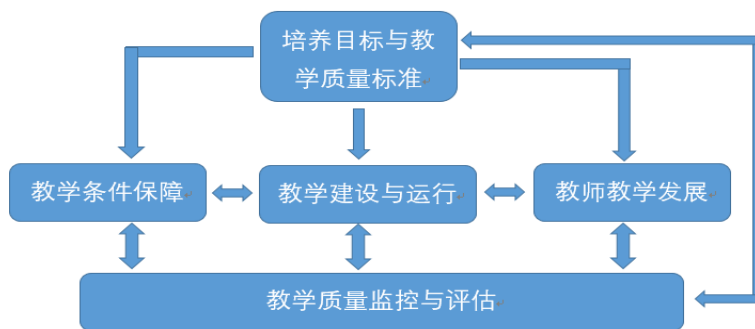 培养目标与教
学质量标准
教学条件保障
教学建设与运行
教师教学发展
教学质量监控与评估